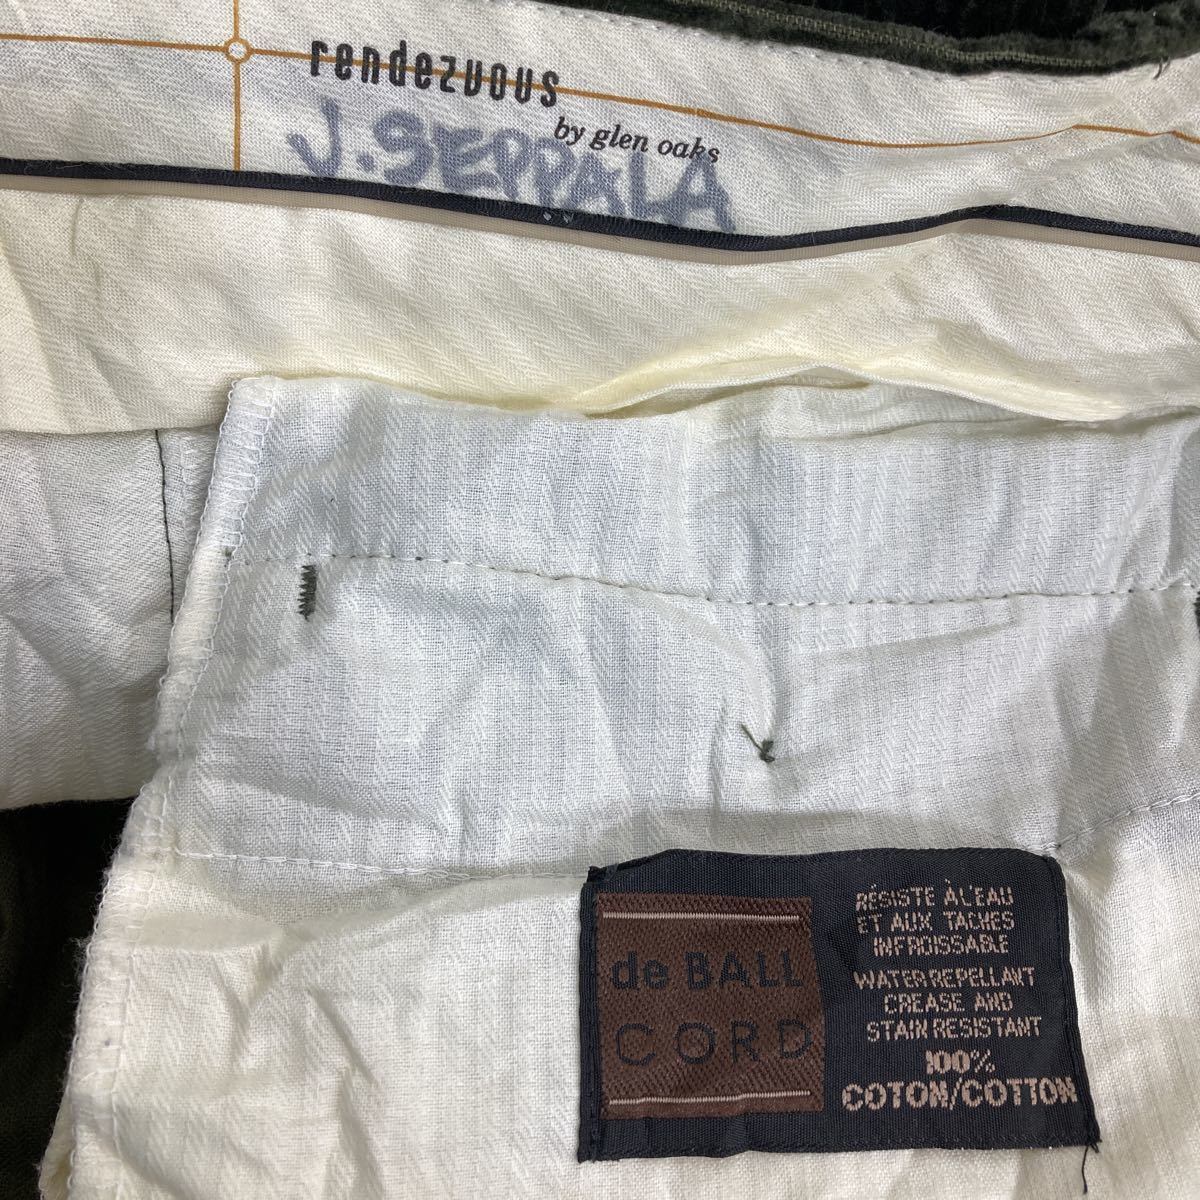 rendezvous
by glen oaks
J. SEPPALA
de BALL
CORD
RÉSISTE À L'EAU
ET AUX TACHES
INFROISSABLE
WATER REPELLANT
CREASE AND
STAIN RESISTANT
100%
COTON/COTTON